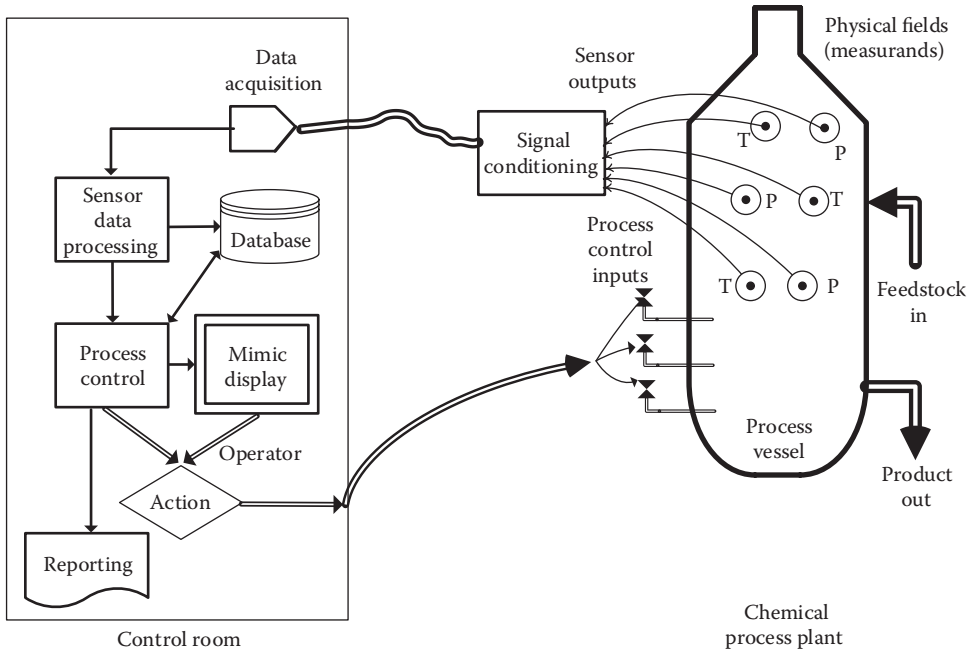 Data
acquisition
Sensor
outputs
Physical fields
(measurands)
Signal
conditioning
T
P
Sensor
data
processing
Database
P
T
Process
control
inputs
T
P
Feedstock
in
Process
control
Mimic
display
Operator
Action
Process
vessel
Product
out
Reporting
Control room
Chemical
process plant